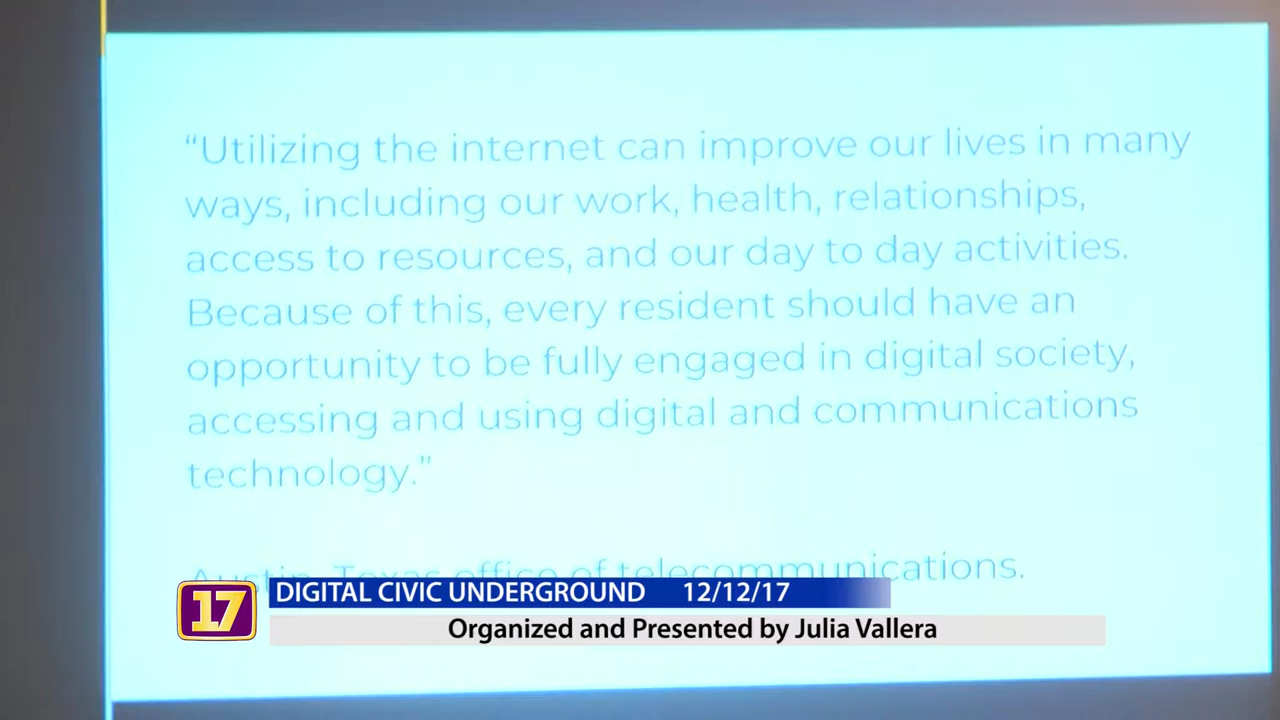 “Utilizing the internet can improve our lives in many
ways, including our work, health, relationships,
access to resources, and our day to day activities.
Because of this, every resident should have an
opportunity to be fully engaged in digital society,
accessing and using digital and communications
technology.”
Austin, Texas office of telecommunications.
17
DIGITAL CIVIC UNDERGROUND 12/12/17
Organized and Presented by Julia Vallera